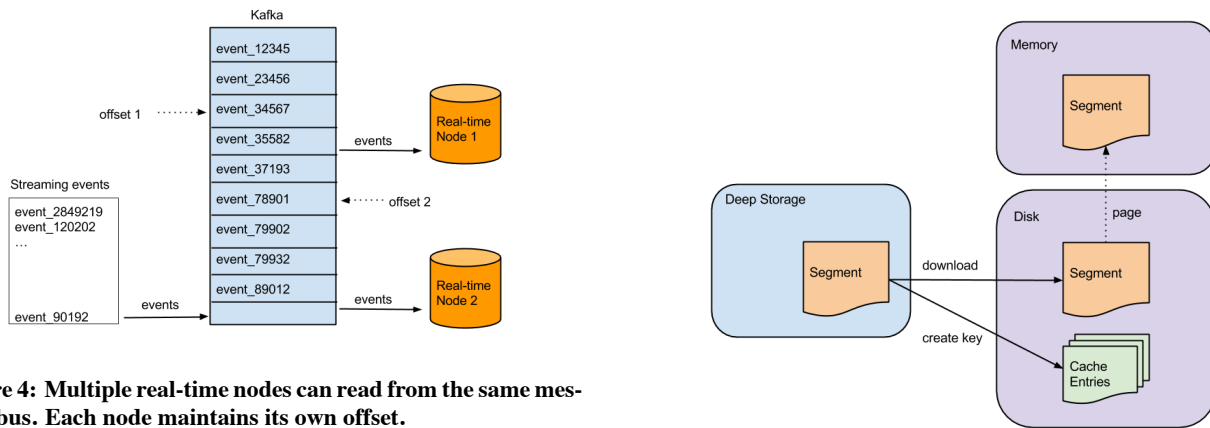 Kafka
event_12345
event_23456
event_34567
event_35582
event_37193
event_78901
event_79902
event_79932
event_89012
offset 1
offset 2
events
Real-time
Node 1
events
Real-time
Node 2
Streaming events
event_2849219
event_120202
...
event_90192
events
re 4: Multiple real-time nodes can read from the same mes-
bus. Each node maintains its own offset.
Memory
Segment
page
Deep Storage
Segment
download
create key
Disk
Segment
Cache
Entries